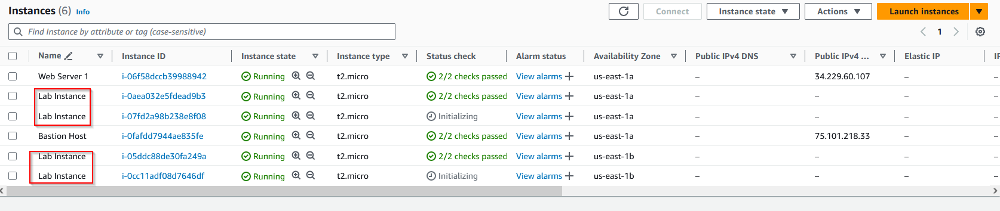 Instances (6) Info Connect Instance state Actions Launch instances
Find Instance by attribute or tag (case-sensitive) 1
Name Instance ID Instance state Instance type Status check Alarm status Availability Zone Public IPv4 DNS Public IPv4 ... Elastic IP IP
Web Server 1 i-06f58dccb39988942 Running t2.micro 2/2 checks passed View alarms + us-east-1a – 34.229.60.107 – –
Lab Instance i-0aea032e5fdead9b3 Running t2.micro 2/2 checks passed View alarms + us-east-1a – – – –
Lab Instance i-07fd2a98b238e8f08 Running t2.micro Initializing View alarms + us-east-1a – – – –
Bastion Host i-0fafdd7944ae835fe Running t2.micro 2/2 checks passed View alarms + us-east-1a – 75.101.218.33 – –
Lab Instance i-05ddc88de30fa249a Running t2.micro 2/2 checks passed View alarms + us-east-1b – – – –
Lab Instance i-0cc11adf08d7646df Running t2.micro Initializing View alarms + us-east-1b – – – –